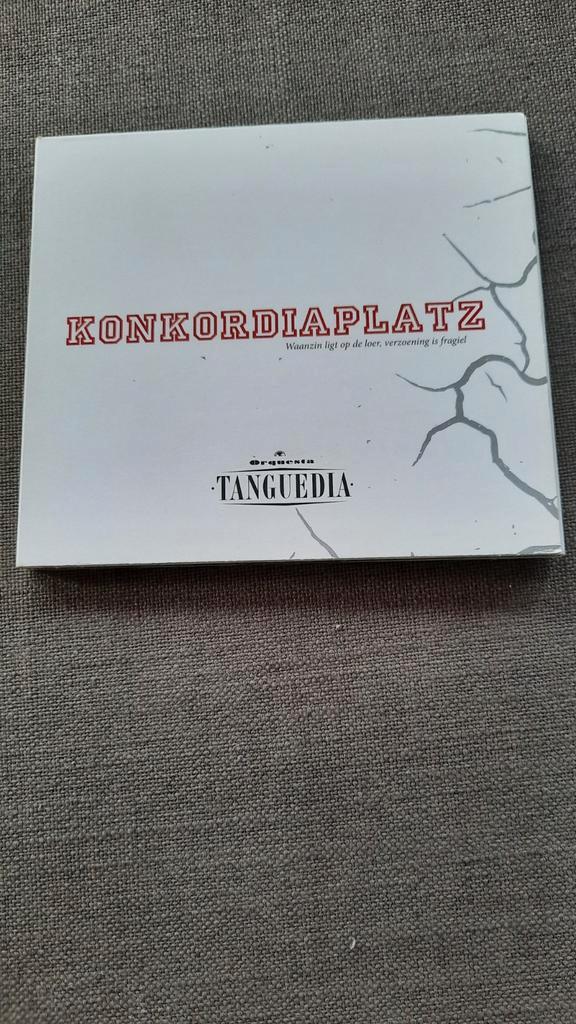 KONKORDIAPLATZ
Waanzin ligt op de loer, verzoening is fragiel
Orquesta
TANGUEDIA